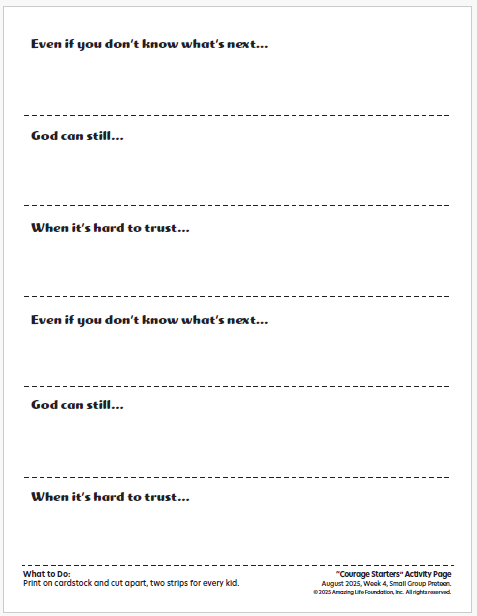 Even if you don't know what's next...
God can still...
When it's hard to trust...
Even if you don't know what's next...
God can still...
When it's hard to trust...
What to Do:
Print on cardstock and cut apart, two strips for every kid.
"Courage Starters" Activity Page
August 2025, Week 4, Small Group Preteen.
© 2025 Amazing Life Foundation, Inc. All rights reserved.